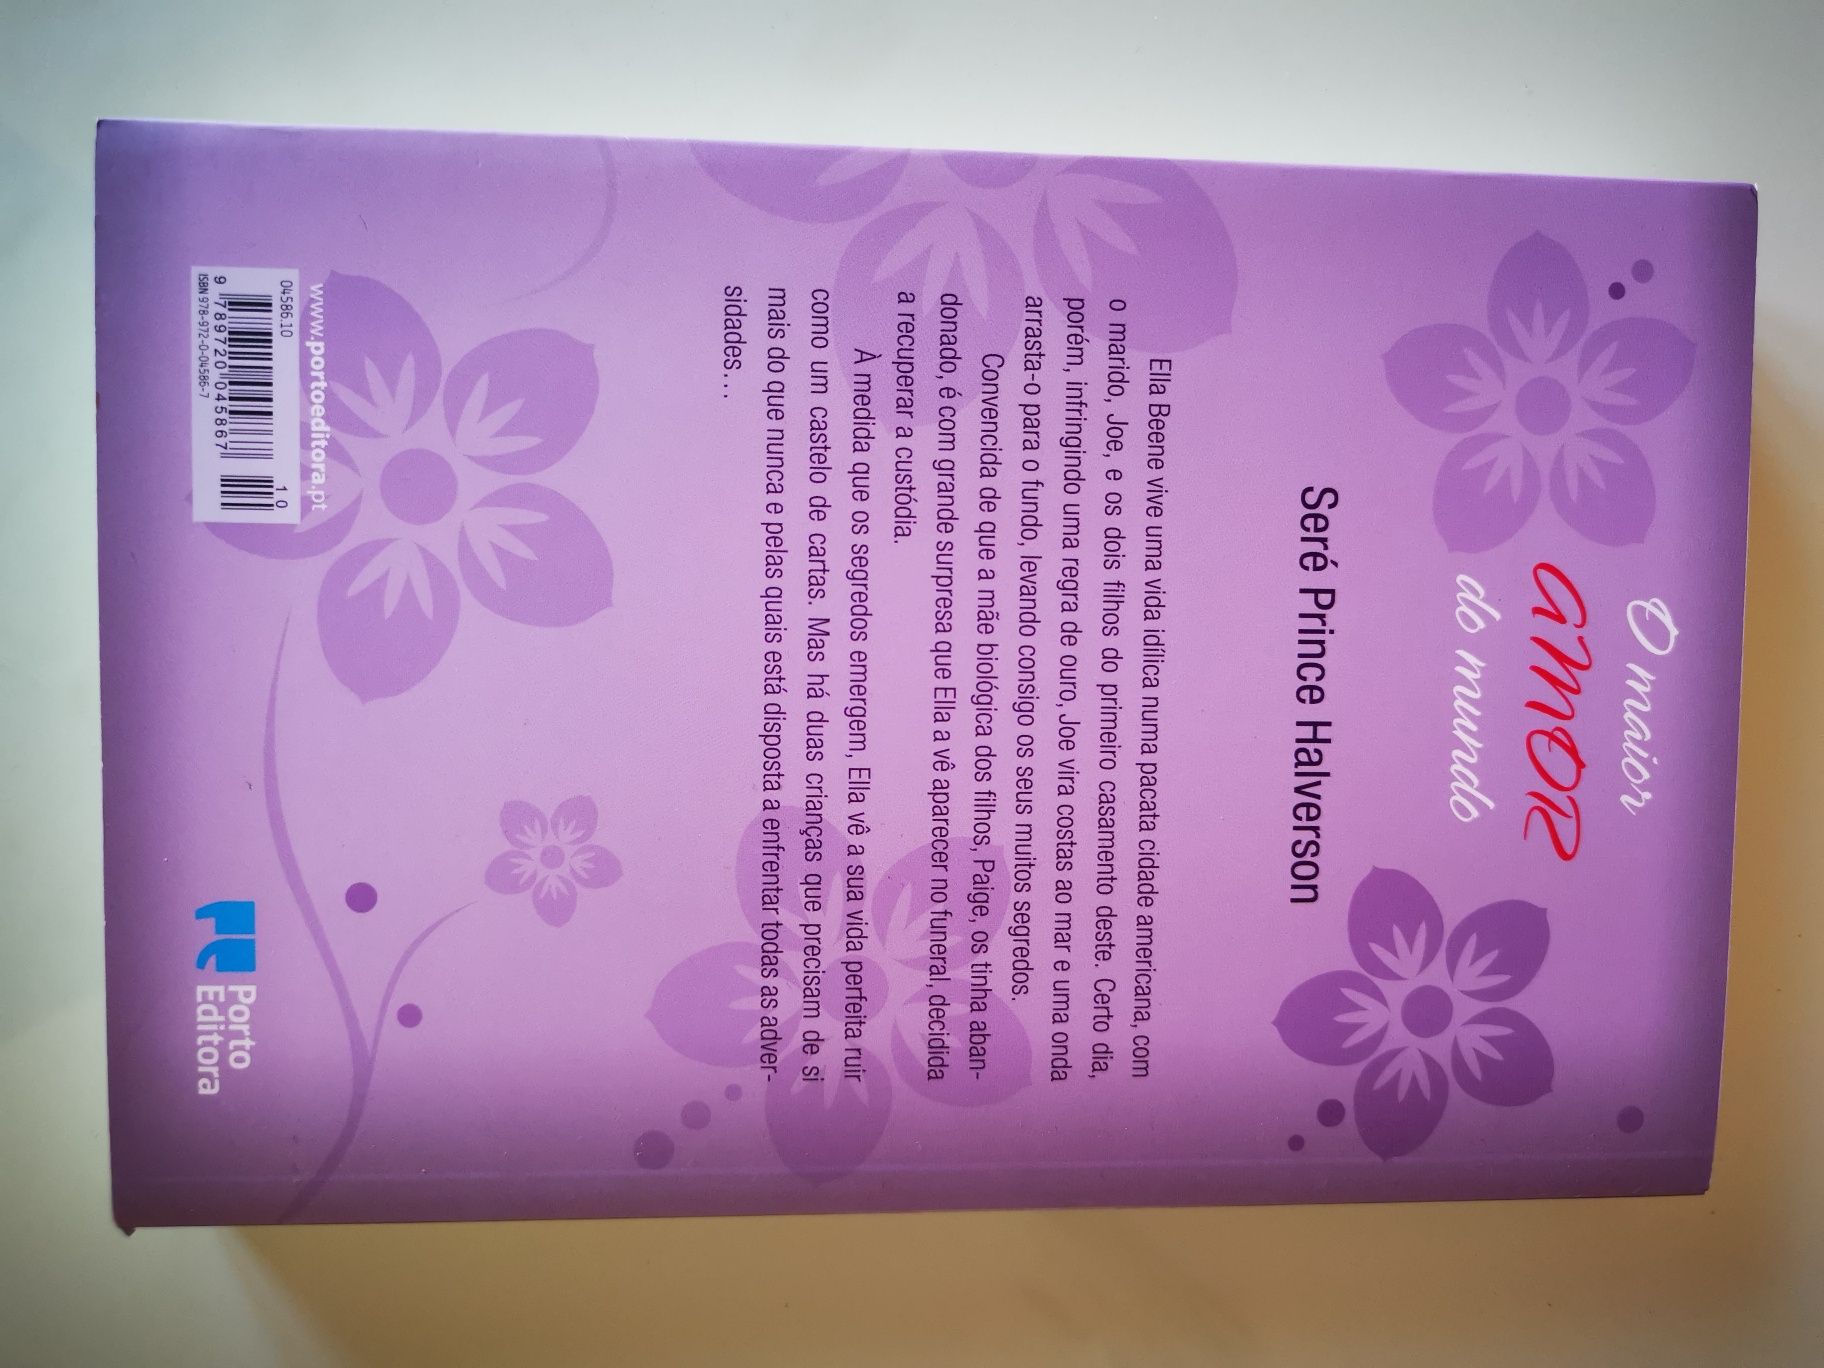 O maior
AMOR
do mundo
Seré Prince Halverson
Ella Beene vive uma vida idílica numa pacata cidade americana, com
o marido, Joe, e os dois filhos do primeiro casamento deste. Certo dia,
porém, infringindo uma regra de ouro, Joe vira costas ao mar e uma onda
arrasta-o para o fundo, levando consigo os seus muitos segredos.
Convencida de que a mãe biológica dos filhos, Paige, os tinha aban-
donado, é com grande surpresa que Ella a vê aparecer no funeral, decidida
a recuperar a custódia.
À medida que os segredos emergem, Ella vê a sua vida perfeita ruir
como um castelo de cartas. Mas há duas crianças que precisam de si
mais do que nunca e pelas quais está disposta a enfrentar todas as adver-
sidades…
www.portoeditora.pt
04586.10
10
9 789720 045867
ISBN 978-972-0-04586-7
Porto
Editora